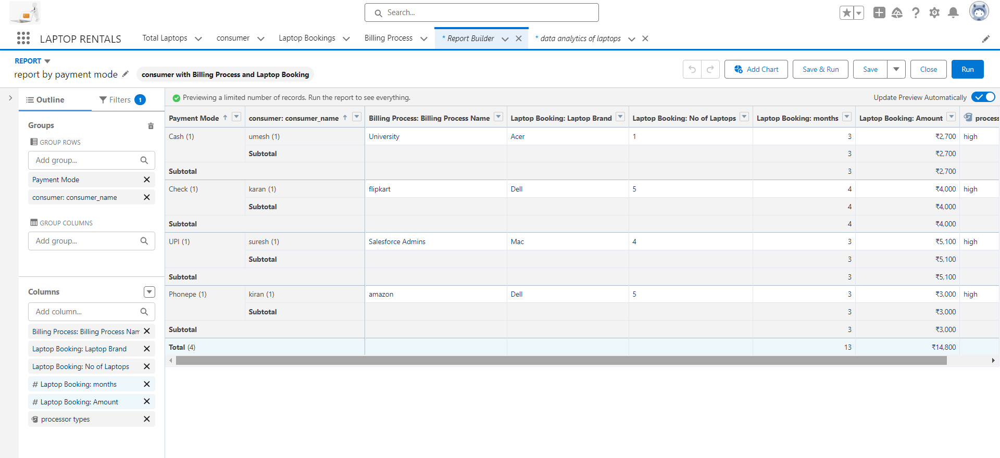 Search...
LAPTOP RENTALS
Total Laptops
consumer
Laptop Bookings
Billing Process
* Report Builder
* data analytics of laptops
REPORT
report by payment mode
consumer with Billing Process and Laptop Booking
Add Chart
Save & Run
Save
Close
Run
Outline
Filters 1
Previewing a limited number of records. Run the report to see everything.
Update Preview Automatically
Groups
GROUP ROWS
Add group...
Payment Mode
consumer: consumer_name
GROUP COLUMNS
Add group...
Columns
Add column...
Billing Process: Billing Process Nam
Laptop Booking: Laptop Brand
Laptop Booking: No of Laptops
# Laptop Booking: months
# Laptop Booking: Amount
processor types
Payment Mode consumer: consumer_name Billing Process: Billing Process Name Laptop Booking: Laptop Brand Laptop Booking: No of Laptops Laptop Booking: months Laptop Booking: Amount process
Cash (1) umesh (1) University Acer 1 3 ₹2,700 high
Subtotal 3 ₹2,700
Subtotal 3 ₹2,700
Check (1) karan (1) flipkart Dell 5 4 ₹4,000 high
Subtotal 4 ₹4,000
Subtotal 4 ₹4,000
UPI (1) suresh (1) Salesforce Admins Mac 4 3 ₹5,100 high
Subtotal 3 ₹5,100
Subtotal 3 ₹5,100
Phonepe (1) kiran (1) amazon Dell 5 3 ₹3,000 high
Subtotal 3 ₹3,000
Subtotal 3 ₹3,000
Total (4) 13 ₹14,800